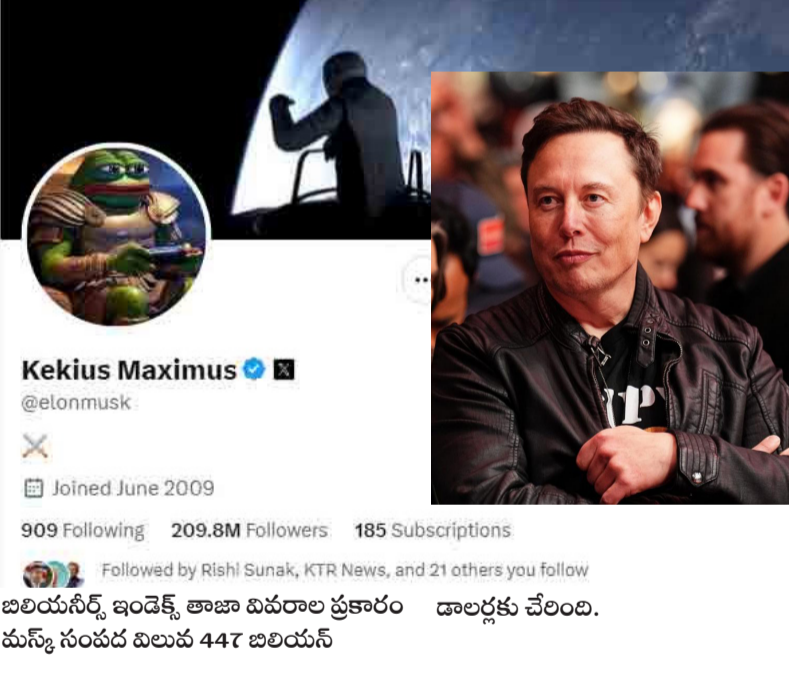 Kekius Maximus
@elonmusk
Joined June 2009
909 Following 209.8M Followers 185 Subscriptions
Followed by Rishi Sunak, KTR News, and 21 others you follow
బిలియనీర్స్ ఇండెక్స్ తాజా వివరాల ప్రకారం
మస్క్ సంపద విలువ 447 బిలియన్
డాలర్లకు చేరింది.